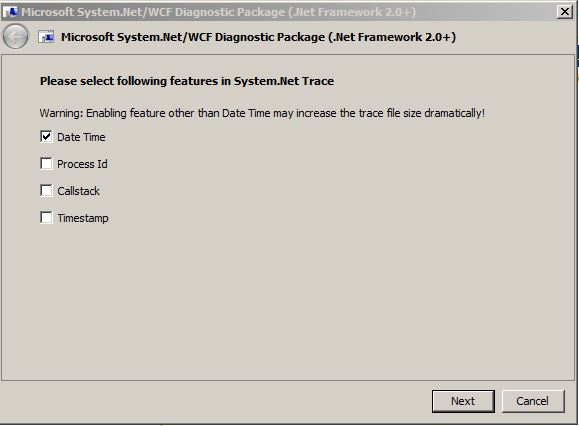 Microsoft System.Net/WCF Diagnostic Package (.Net Framework 2.0+)
Microsoft System.Net/WCF Diagnostic Package (.Net Framework 2.0+)
Please select following features in System.Net Trace
Warning: Enabling feature other than Date Time may increase the trace file size dramatically!
Date Time
Process Id
Callstack
Timestamp
Next Cancel